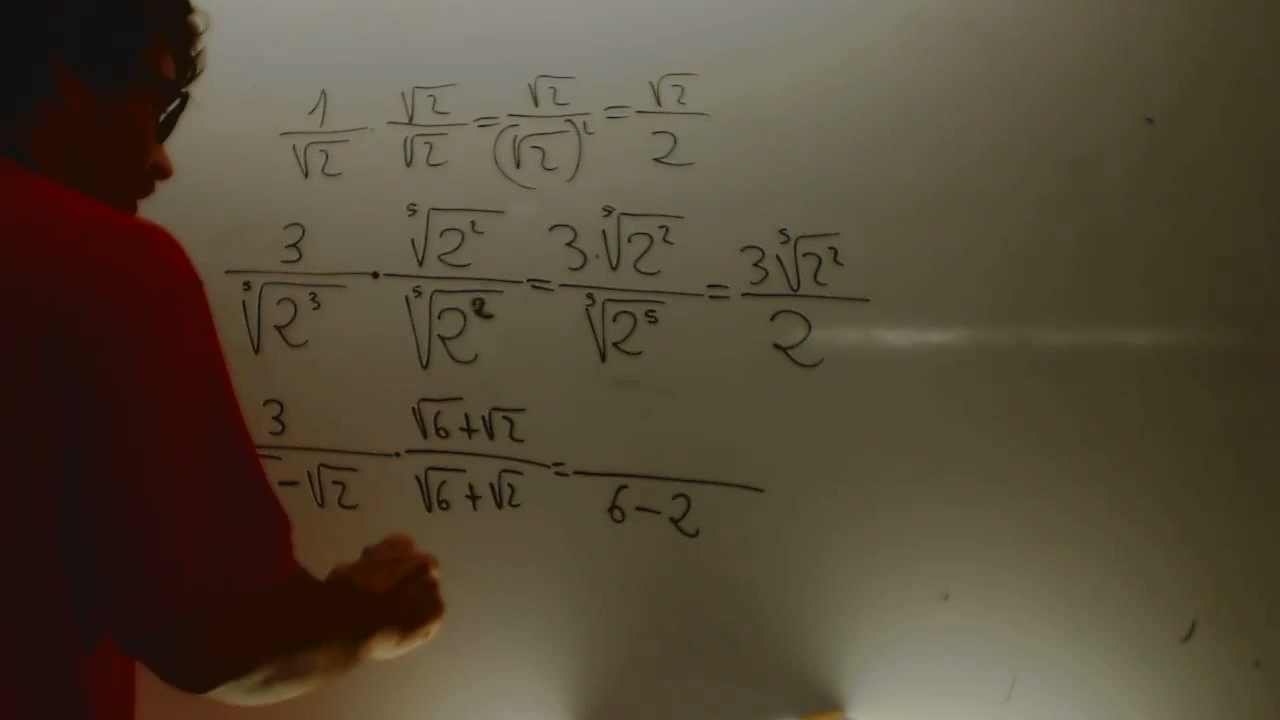 1/√2 · √2/√2 = √2/(√2)² = √2/2
3/⁵√2³ · ⁵√2²/⁵√2² = 3·⁵√2²/⁵√2⁵ = 3⁵√2²/2
3/-√2 · √6+√2/√6+√2 = /6-2